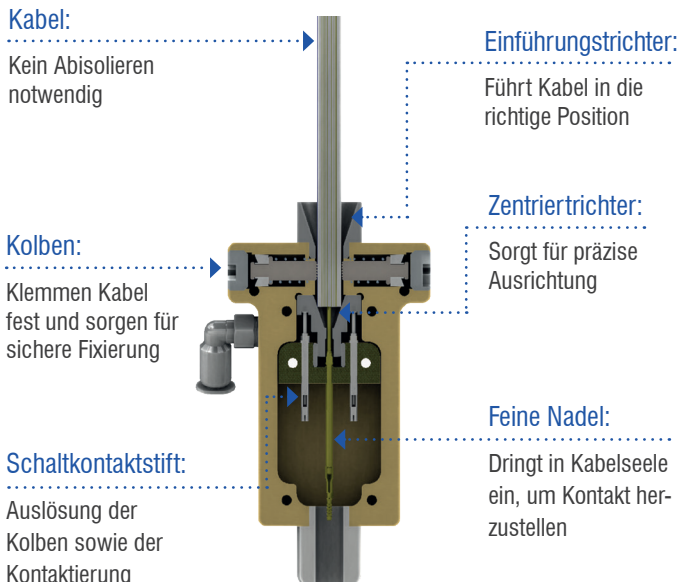 Kabel:
Kein Abisolieren
notwendig
Einführungstrichter:
Führt Kabel in die
richtige Position
Zentriertrichter:
Sorgt für präzise
Ausrichtung
Kolben:
Klemmen Kabel
fest und sorgen für
sichere Fixierung
Feine Nadel:
Dringt in Kabelseele
ein, um Kontakt her-
zustellen
Schaltkontaktstift:
Auslösung der
Kolben sowie der
Kontaktierung